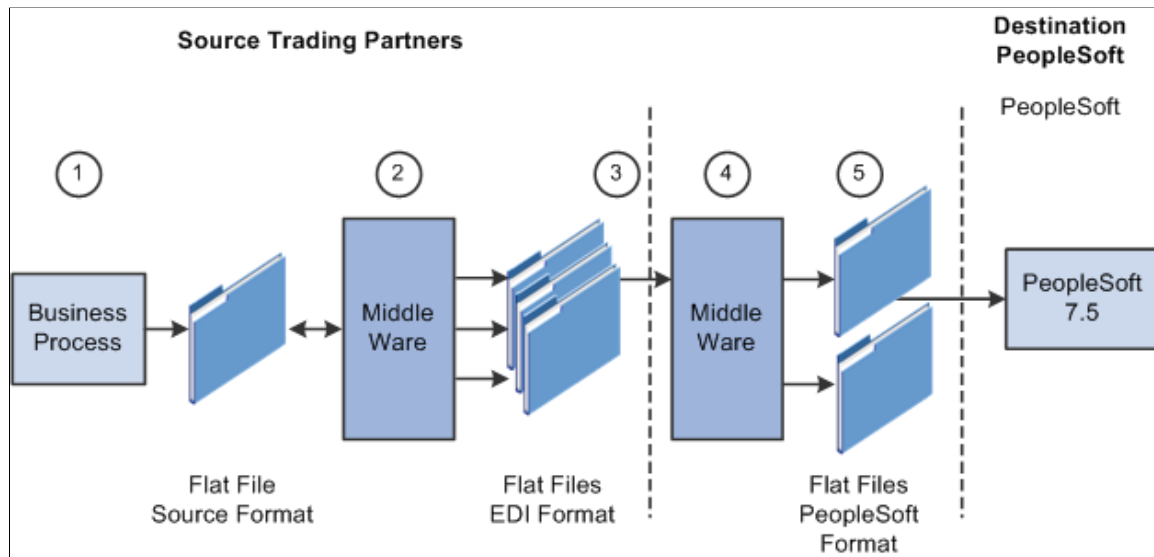 Source Trading Partners
Destination
PeopleSoft
PeopleSoft
1
2
3
4
5
Business
Process
Middle
Ware
Middle
Ware
PeopleSoft
7.5
Flat File
Source Format
Flat Files
EDI Format
Flat Files
PeopleSoft
Format